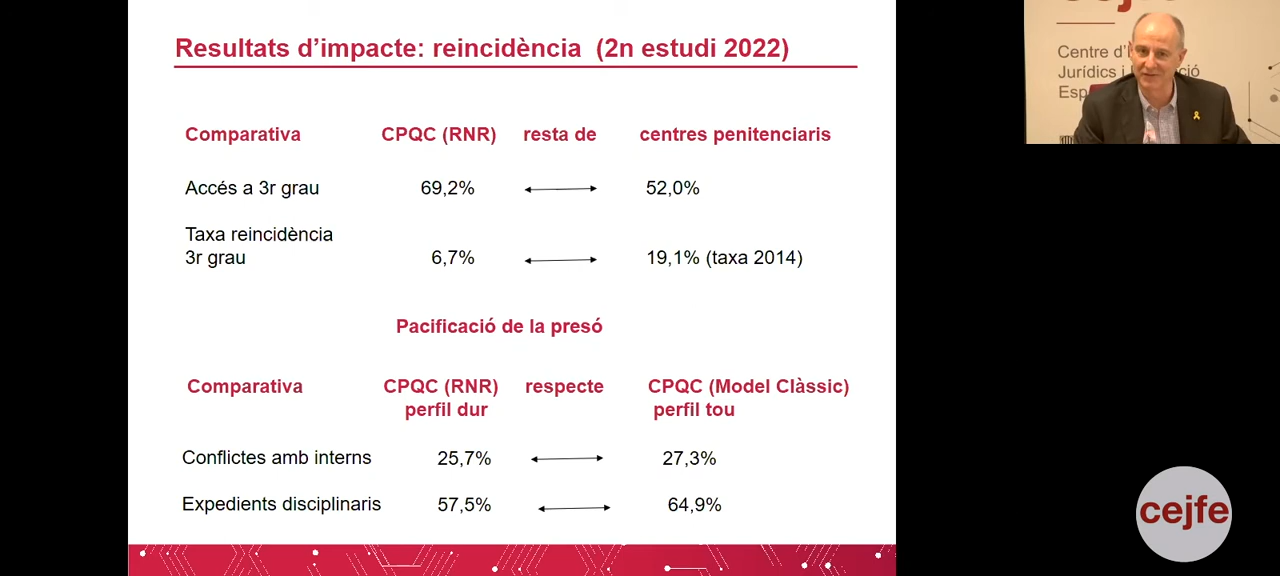 Resultats d’impacte: reincidència (2n estudi 2022)
Comparativa CPQC (RNR) resta de centres penitenciaris
Accés a 3r grau 69,2% 52,0%
Taxa reincidència
3r grau 6,7% 19,1% (taxa 2014)
Pacificació de la presó
Comparativa CPQC (RNR) respecte CPQC (Model Clàssic)
perfil dur perfil tou
Conflictes amb interns 25,7% 27,3%
Expedients disciplinaris 57,5% 64,9%
cejfe
Centre d’
Jurídics i
cejfe